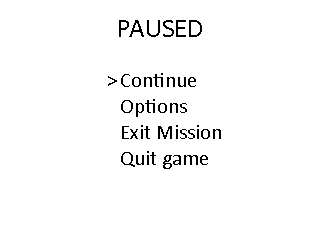 PAUSED
>Continue
Options
Exit Mission
Quit game